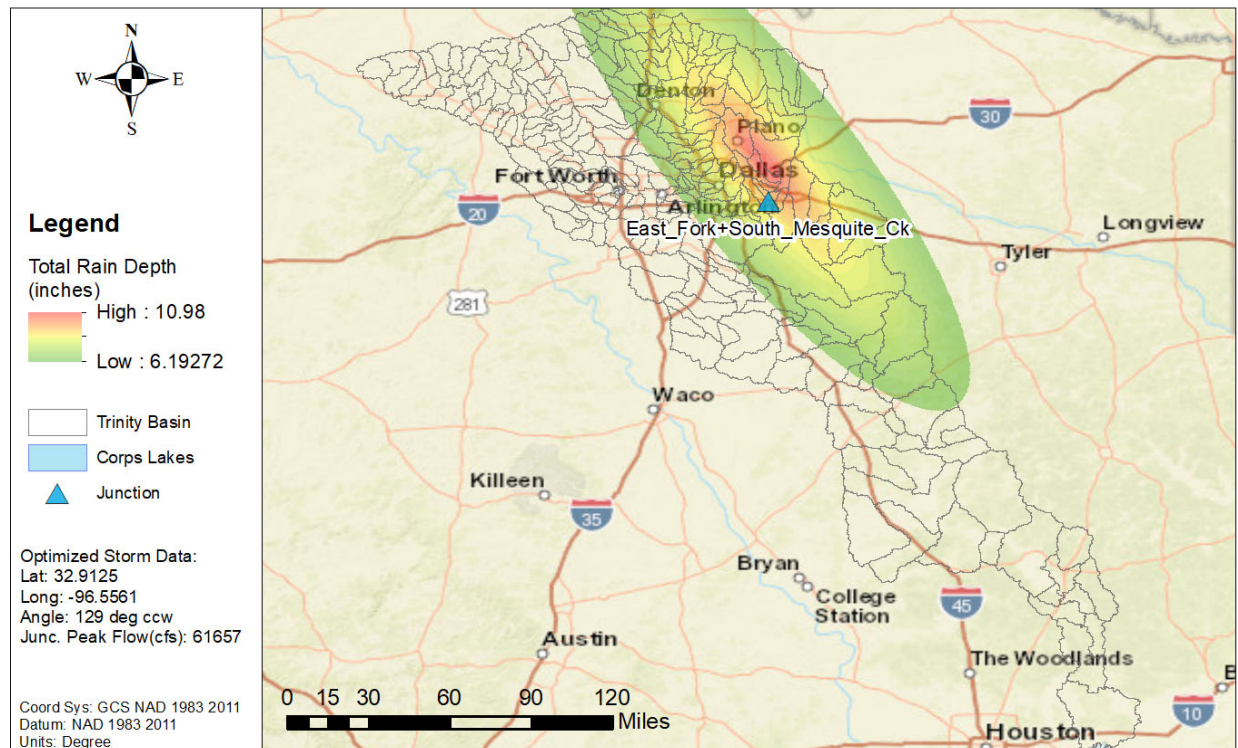 N
W E
S
Legend
Total Rain Depth
(inches)
High : 10.98
Low : 6.19272
Trinity Basin
Corps Lakes
Junction
Optimized Storm Data:
Lat: 32.9125
Long: -96.5561
Angle: 129 deg ccw
Junc. Peak Flow(cfs): 61657
Coord Sys: GCS NAD 1983 2011
Datum: NAD 1983 2011
Units: Degree
Denton
30
Plano
Dallas
Fort Worth
20
Arlington
East_Fork+South_Mesquite_Ck
Longview
Tyler
281
Waco
Killeen
35
Bryan
College
Station
45
Austin
The Woodlands
0 15 30 60 90 120
Miles
10
Houston